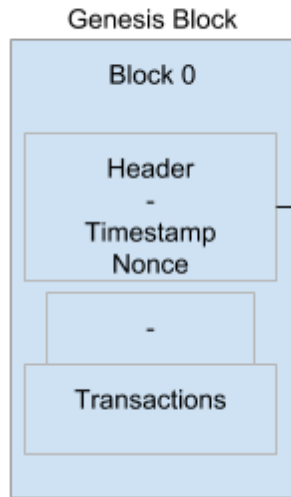 Genesis Block
Block 0
Header
-
Timestamp
Nonce
-
Transactions